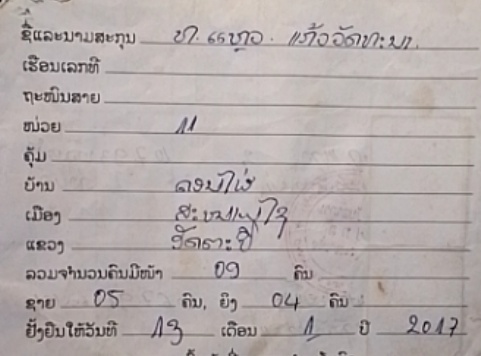 ຊື່ແລະນາມສະກຸນ ທ. ແກ້ວ. ແກ້ວວັດທະນາ.
ເຮືອນເລກທີ
ຖະໜົນສາຍ
ໜ່ວຍ 11
ຄຸ້ມ
ບ້ານ ດອນໄຜ່
ເມືອງ ສະໝາມໄຊ
ແຂວງ ອັດຕະປື
ລວມຈຳນວນຄົນມີໜ້າ 09 ຄົນ
ຊາຍ 05 ຄົນ, ຍິງ 04 ຄົນ
ຢັ້ງຢືນໃຫ້ວັນທີ 13 ເດືອນ 1 ປີ 2017